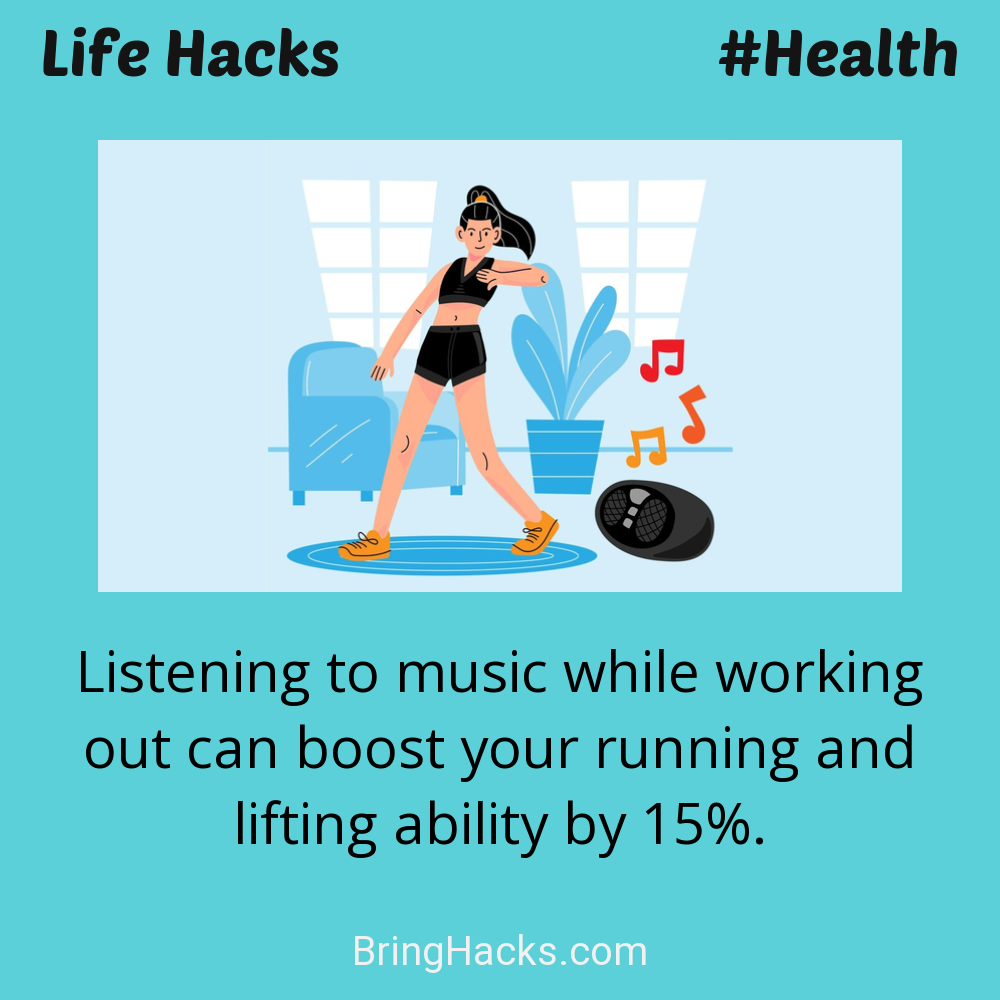 Life Hacks
#Health
Listening to music while working
out can boost your running and
lifting ability by 15%.
BringHacks.com